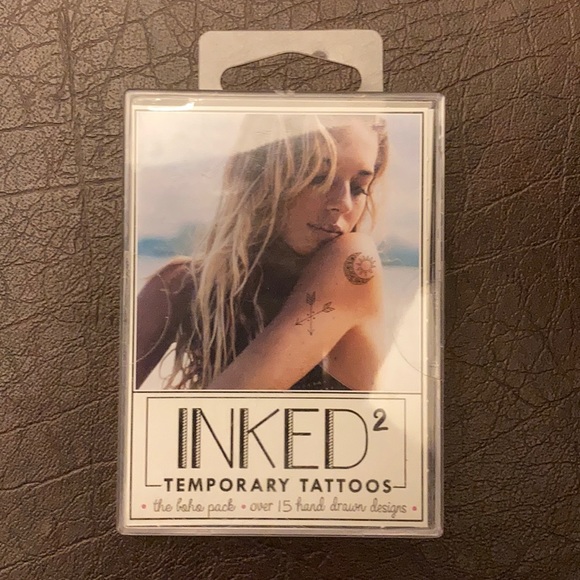 INKED²
TEMPORARY TATTOOS
• the boho pack • over 15 hand drawn designs •